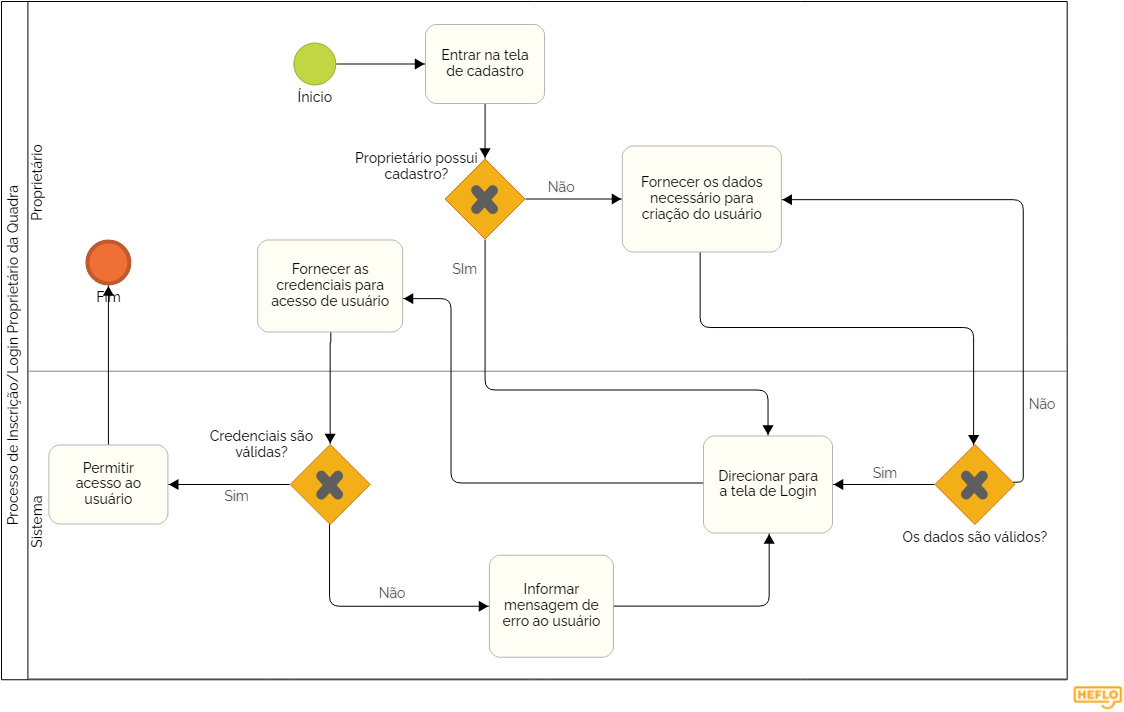 Processo de Inscrição/Login Proprietário da Quadra
Proprietário
Ínicio
Entrar na tela
de cadastro
Proprietário possui
cadastro?
Não
Fornecer os dados
necessário para
criação do usuário
SIm
Fornecer as
credenciais para
acesso de usuário
Fim
Sistema
Não
Credenciais são
válidas?
Permitir
acesso ao
usuário
Sim
Direcionar para
a tela de Login
Sim
Os dados são válidos?
Não
Informar
mensagem de
erro ao usuário
HEFLO